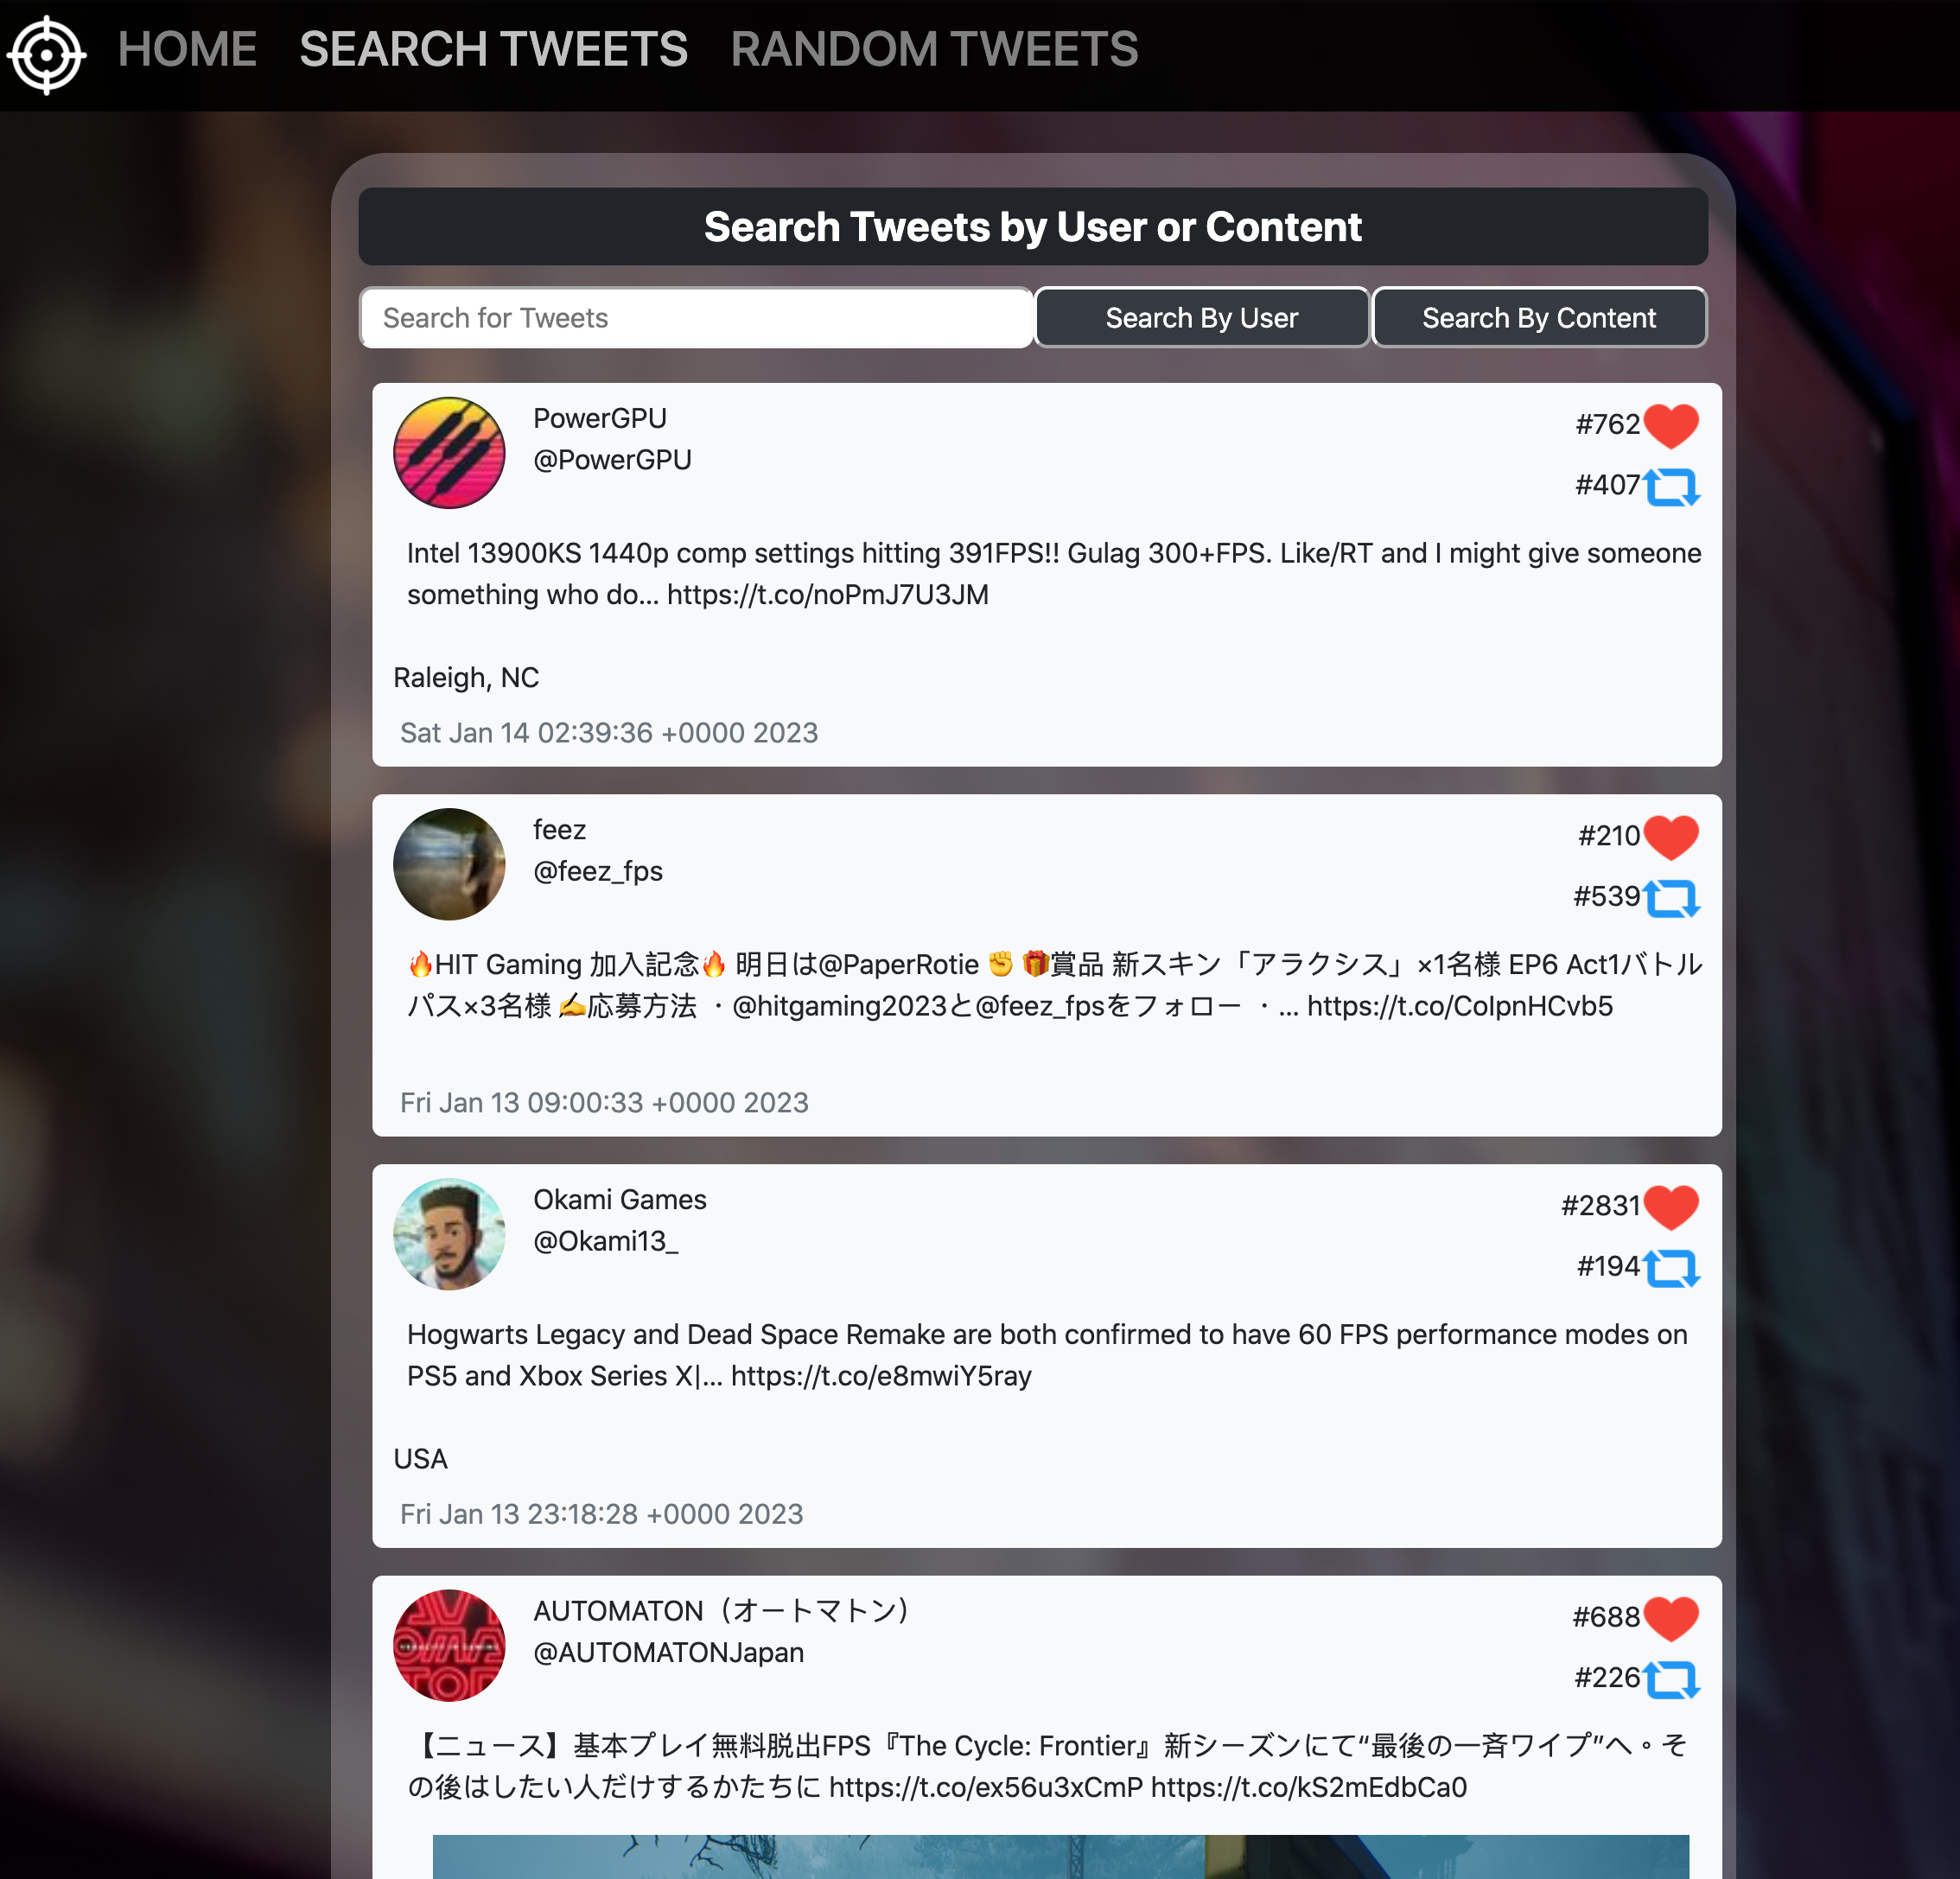 HOME SEARCH TWEETS RANDOM TWEETS
Search Tweets by User or Content
Search for Tweets Search By User Search By Content
PowerGPU
@PowerGPU
#762
#407
Intel 13900KS 1440p comp settings hitting 391FPS!! Gulag 300+FPS. Like/RT and I might give someone
something who do… https://t.co/noPmJ7U3JM
Raleigh, NC
Sat Jan 14 02:39:36 +0000 2023
feez
@feez_fps
#210
#539
🔥HIT Gaming 加入記念🔥 明日は@PaperRotie ✊ 🎁賞品 新スキン「アラクシス」×1名様 EP6 Act1バトル
パス×3名様 ✍️応募方法 ・@hitgaming2023と@feez_fpsをフォロー ・… https://t.co/CoIpnHCvb5
Fri Jan 13 09:00:33 +0000 2023
Okami Games
@Okami13_
#2831
#194
Hogwarts Legacy and Dead Space Remake are both confirmed to have 60 FPS performance modes on
PS5 and Xbox Series X|… https://t.co/e8mwiY5ray
USA
Fri Jan 13 23:18:28 +0000 2023
AUTOMATON（オートマトン）
@AUTOMATONJapan
#688
#226
【ニュース】基本プレイ無料脱出FPS『The Cycle: Frontier』新シーズンにて“最後の一斉ワイプ”へ。そ
の後はしたい人だけするかたちに https://t.co/ex56u3xCmP https://t.co/kS2mEdbCa0